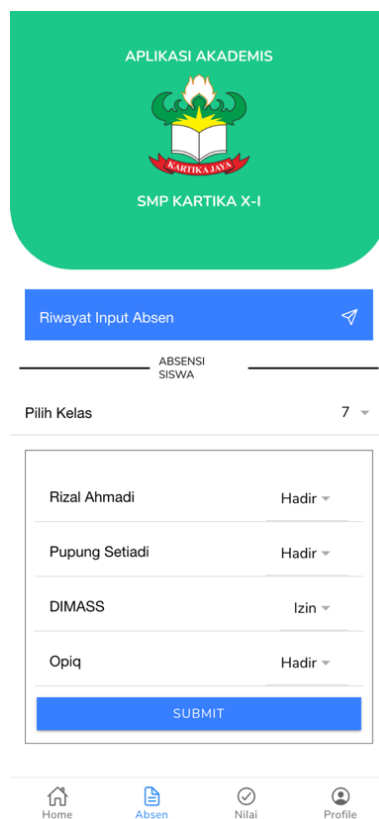 APLIKASI AKADEMIS
KARTIKA JAYA
SMP KARTIKA X-I
Riwayat Input Absen
ABSENSI
SISWA
Pilih Kelas 7
Rizal Ahmadi Hadir
Pupung Setiadi Hadir
DIMASS Izin
Opiq Hadir
SUBMIT
Home Absen Nilai Profile